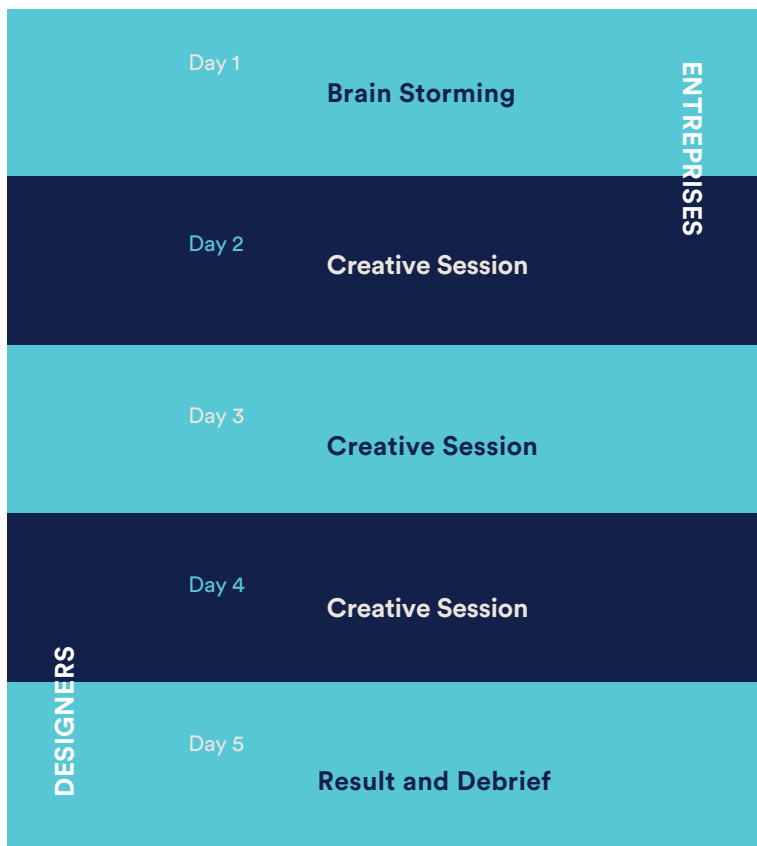 Day 1
Brain Storming
ENTREPRISES
Day 2
Creative Session
Day 3
Creative Session
Day 4
Creative Session
DESIGNERS
Day 5
Result and Debrief